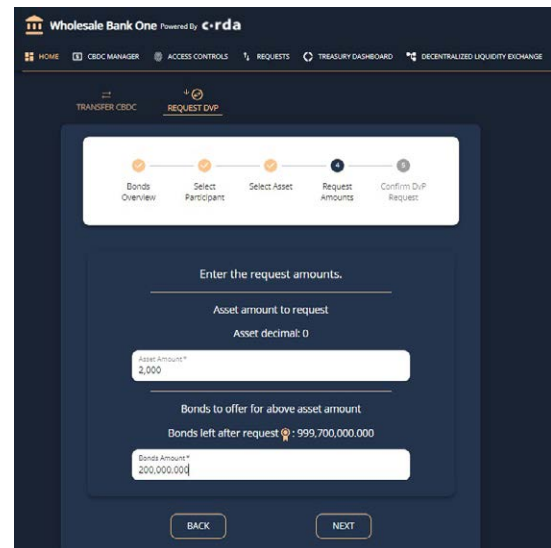 Wholesale Bank One Powered By c•rda
HOME CBDC MANAGER ACCESS CONTROLS REQUESTS TREASURY DASHBOARD DECENTRALIZED LIQUIDITY EXCHANGE
TRANSFER CBDC REQUEST DVP
4 5
Bonds Overview Select Participant Select Asset Request Amounts Confirm DvP Request
Enter the request amounts.
Asset amount to request
Asset decimal: 0
Asset Amount*
2,000
Bonds to offer for above asset amount
Bonds left after request : 999,700,000.000
Bonds Amount*
200,000.000
BACK NEXT